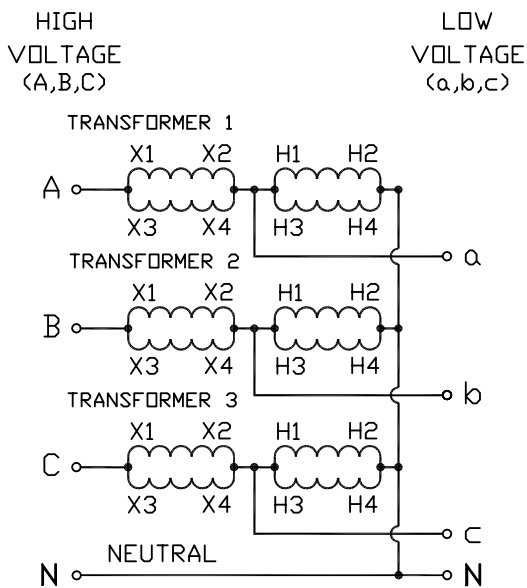 HIGH
VOLTAGE
(A,B,C)
LOW
VOLTAGE
(a,b,c)
TRANSFORMER 1
X1 X2 H1 H2
A
X3 X4 H3 H4
a
TRANSFORMER 2
X1 X2 H1 H2
B
X3 X4 H3 H4
b
TRANSFORMER 3
X1 X2 H1 H2
C
X3 X4 H3 H4
c
NEUTRAL
N N